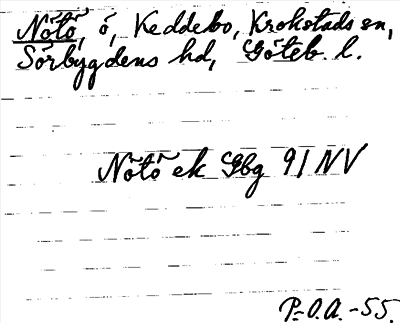 Nötö, ö, Keddebo, Krokstads sn,
Sörbygdens hd, Göteb. l.
Nötö ek Gbg 91 NV
P-O.A. -55.